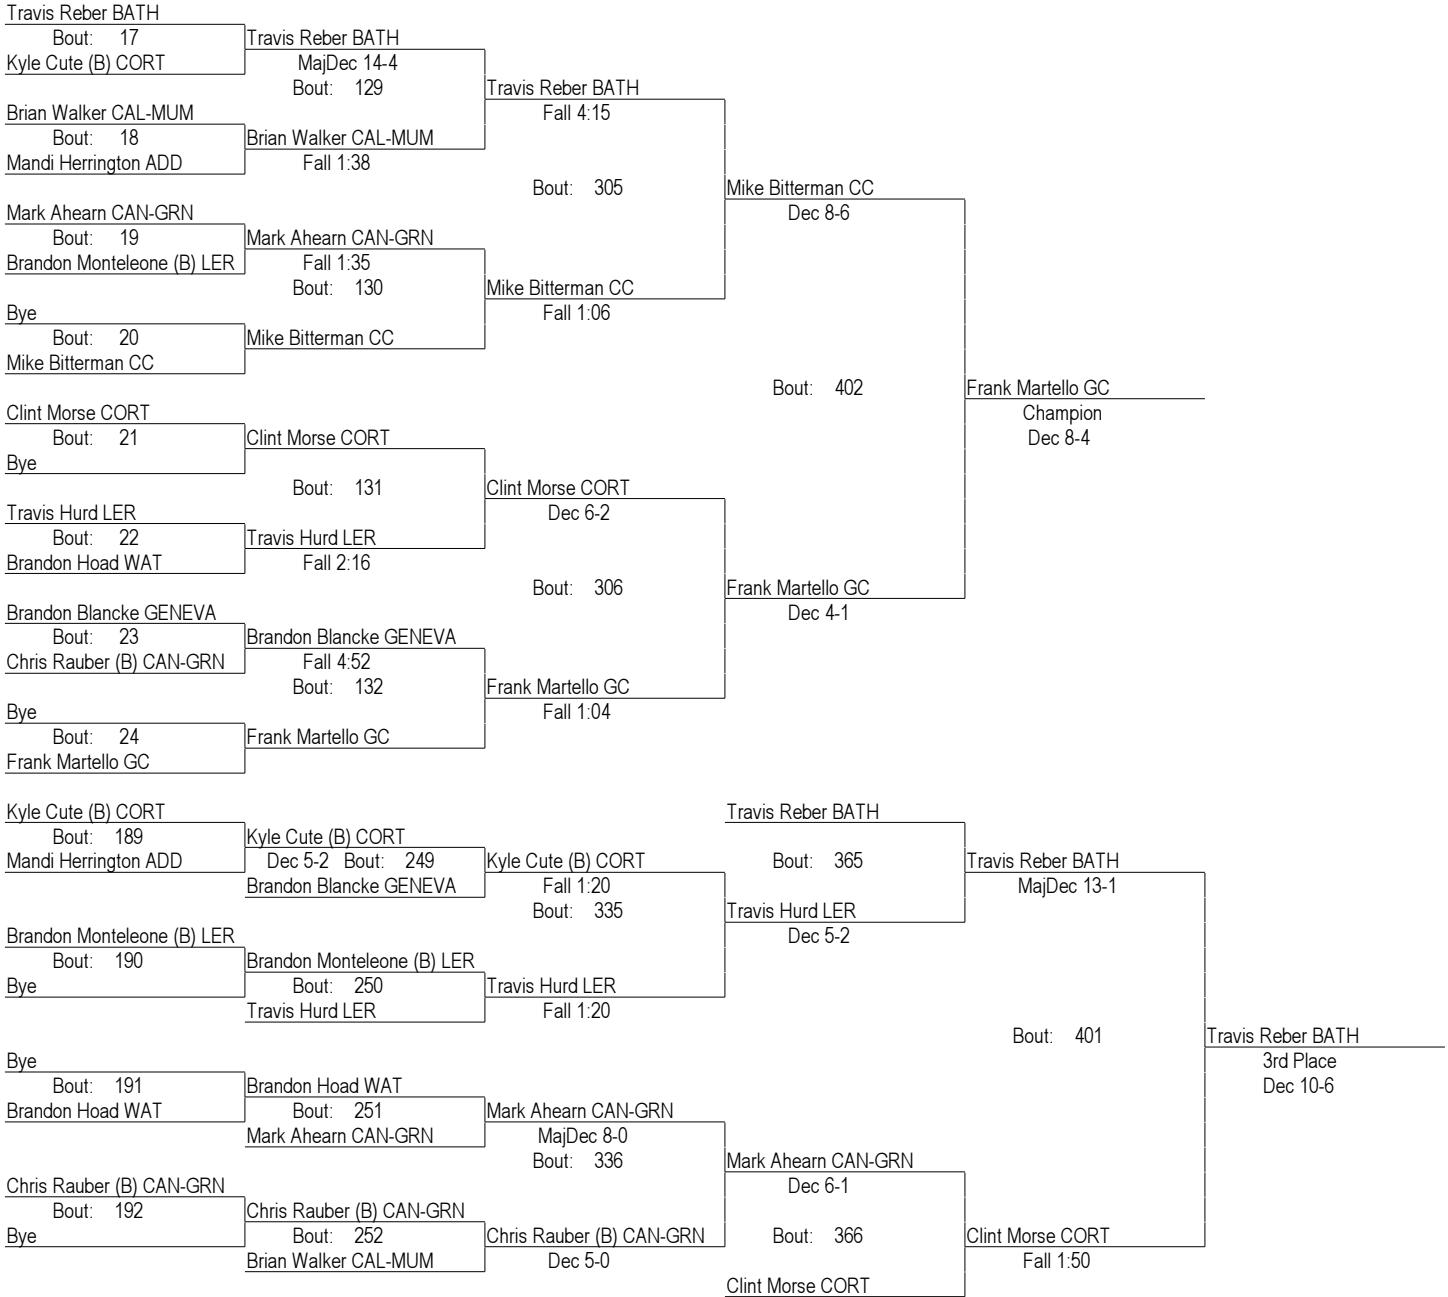 Travis Reber BATH
Bout: 17
Kyle Cute (B) CORT
Travis Reber BATH
MajDec 14-4
Bout: 129
Brian Walker CAL-MUM
Bout: 18
Mandi Herrington ADD
Brian Walker CAL-MUM
Fall 1:38
Travis Reber BATH
Fall 4:15
Bout: 305
Mark Ahearn CAN-GRN
Bout: 19
Brandon Monteleone (B) LER
Mark Ahearn CAN-GRN
Fall 1:35
Bout: 130
Bye
Bout: 20
Mike Bitterman CC
Mike Bitterman CC
Mike Bitterman CC
Fall 1:06
Mike Bitterman CC
Dec 8-6
Bout: 402
Clint Morse CORT
Bout: 21
Bye
Clint Morse CORT
Bout: 131
Travis Hurd LER
Bout: 22
Brandon Hoad WAT
Travis Hurd LER
Fall 2:16
Clint Morse CORT
Dec 6-2
Bout: 306
Brandon Blancke GENEVA
Bout: 23
Chris Rauber (B) CAN-GRN
Brandon Blancke GENEVA
Fall 4:52
Bout: 132
Bye
Bout: 24
Frank Martello GC
Frank Martello GC
Frank Martello GC
Fall 1:04
Frank Martello GC
Dec 4-1
Frank Martello GC
Champion
Dec 8-4
Kyle Cute (B) CORT
Bout: 189
Mandi Herrington ADD
Kyle Cute (B) CORT
Dec 5-2 Bout: 249
Brandon Blancke GENEVA
Kyle Cute (B) CORT
Fall 1:20
Bout: 335
Brandon Monteleone (B) LER
Bout: 190
Bye
Brandon Monteleone (B) LER
Bout: 250
Travis Hurd LER
Travis Hurd LER
Fall 1:20
Travis Reber BATH
Bout: 365
Travis Hurd LER
Dec 5-2
Travis Reber BATH
MajDec 13-1
Bout: 401
Bye
Bout: 191
Brandon Hoad WAT
Brandon Hoad WAT
Bout: 251
Mark Ahearn CAN-GRN
Mark Ahearn CAN-GRN
MajDec 8-0
Bout: 336
Chris Rauber (B) CAN-GRN
Bout: 192
Bye
Chris Rauber (B) CAN-GRN
Bout: 252
Brian Walker CAL-MUM
Chris Rauber (B) CAN-GRN
Dec 5-0
Mark Ahearn CAN-GRN
Dec 6-1
Bout: 366
Clint Morse CORT
Clint Morse CORT
Fall 1:50
Travis Reber BATH
3rd Place
Dec 10-6